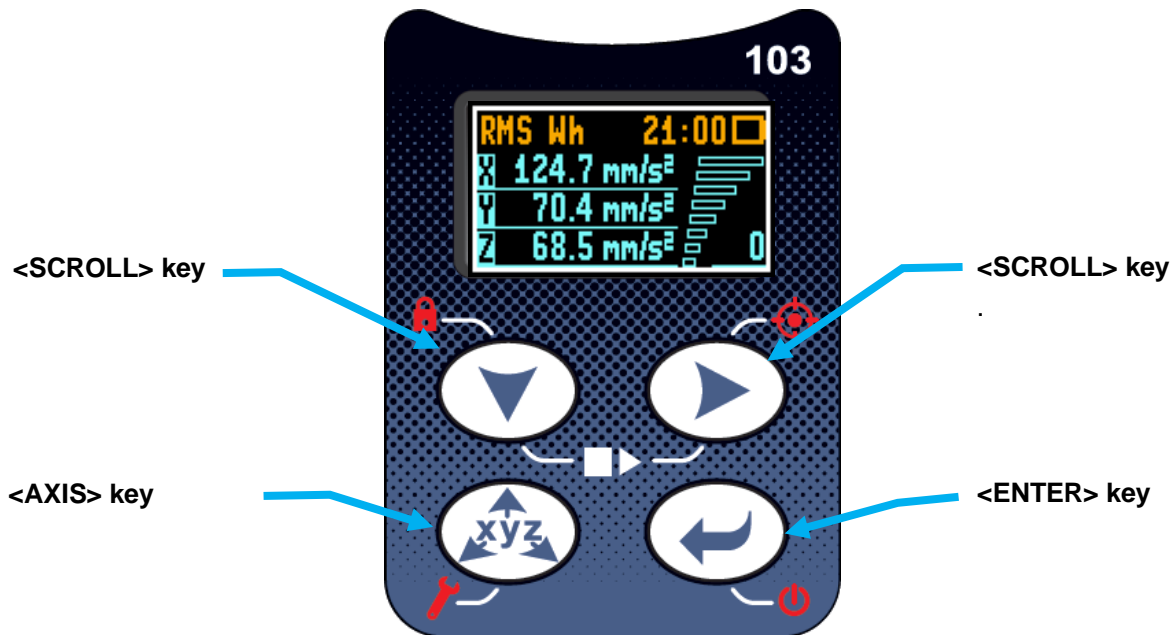 103
RMS Wh 21:00
X 124.7 mm/s²
Y 70.4 mm/s²
Z 68.5 mm/s²
0
<SCROLL> key
<SCROLL> key
.
<AXIS> key
xyz
<ENTER> key